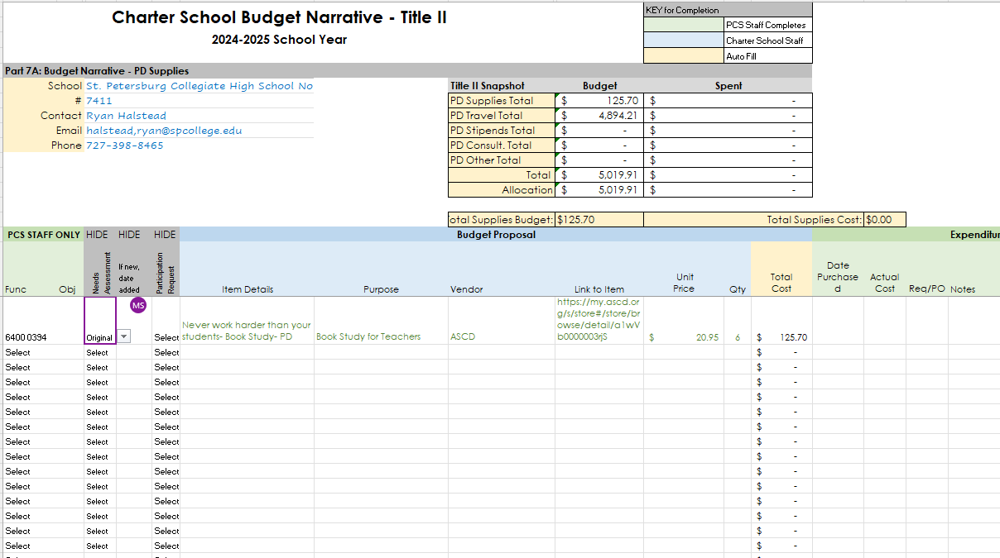 Charter School Budget Narrative - Title II
2024-2025 School Year
KEY for Completion
PCS Staff Completes
Charter School Staff
Auto Fill
Part 7A: Budget Narrative - PD Supplies
School St. Petersburg Collegiate High School No
# 7411
Contact Ryan Halstead
Email halstead,ryan@spcollege.edu
Phone 727-398-8465
Title II Snapshot Budget Spent
PD Supplies Total $ 125.70 $ -
PD Travel Total $ 4,894.21 $ -
PD Stipends Total $ - $ -
PD Consult. Total $ - $ -
PD Other Total $ - $ -
Total $ 5,019.91 $ -
Allocation $ 5,019.91 $ -
otal Supplies Budget: $125.70 Total Supplies Cost: $0.00
PCS STAFF ONLY HIDE HIDE HIDE Budget Proposal Expenditur
Func Obj
Needs
Assessment
If new,
date
added
Participation
Request
Item Details Purpose Vendor Link to Item
Unit
Price
Qty
Total
Cost
Date
Purchase
d
Actual
Cost
Req/PO Notes
MS
6400 0394 Original Select
Never work harder than your
students- Book Study- PD
Book Study for Teachers ASCD
https://my.ascd.or
g/s/store#/store/br
owse/detail/a1wV
b0000003rjS
$ 20.95 6 $ 125.70
Select Select Select $ -
Select Select Select $ -
Select Select Select $ -
Select Select Select $ -
Select Select Select $ -
Select Select Select $ -
Select Select Select $ -
Select Select Select $ -
Select Select Select $ -
Select Select Select $ -
Select Select Select $ -
Select Select Select $ -
Select Select Select $ -
Select Select Select $ -